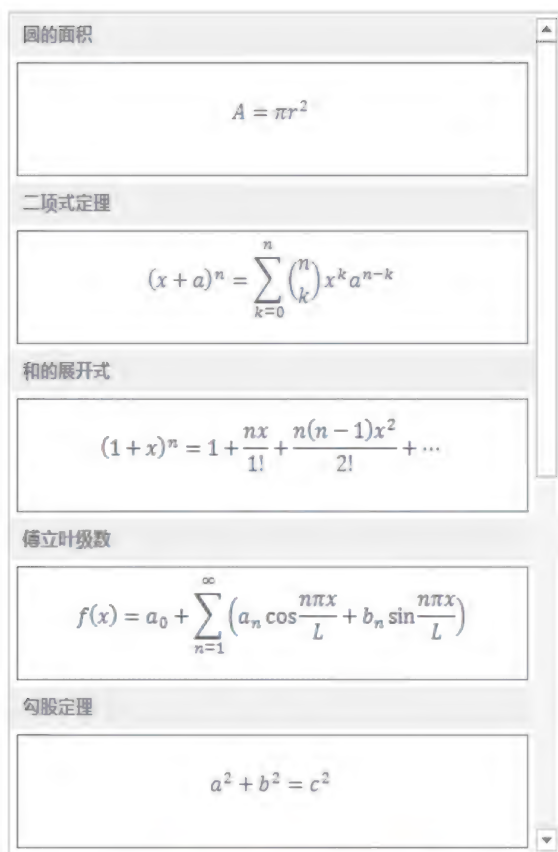 圆的面积
A = πr²
二项式定理
(x + a)ⁿ = ∑_{k=0}^{n} (n k) xᵏaⁿ⁻ᵏ
和的展开式
(1 + x)ⁿ = 1 + nx/1! + n(n − 1)x²/2! + ⋯
傅立叶级数
f(x) = a₀ + ∑_{n=1}^{∞} (aₙ cos nπx/L + bₙ sin nπx/L)
勾股定理
a² + b² = c²